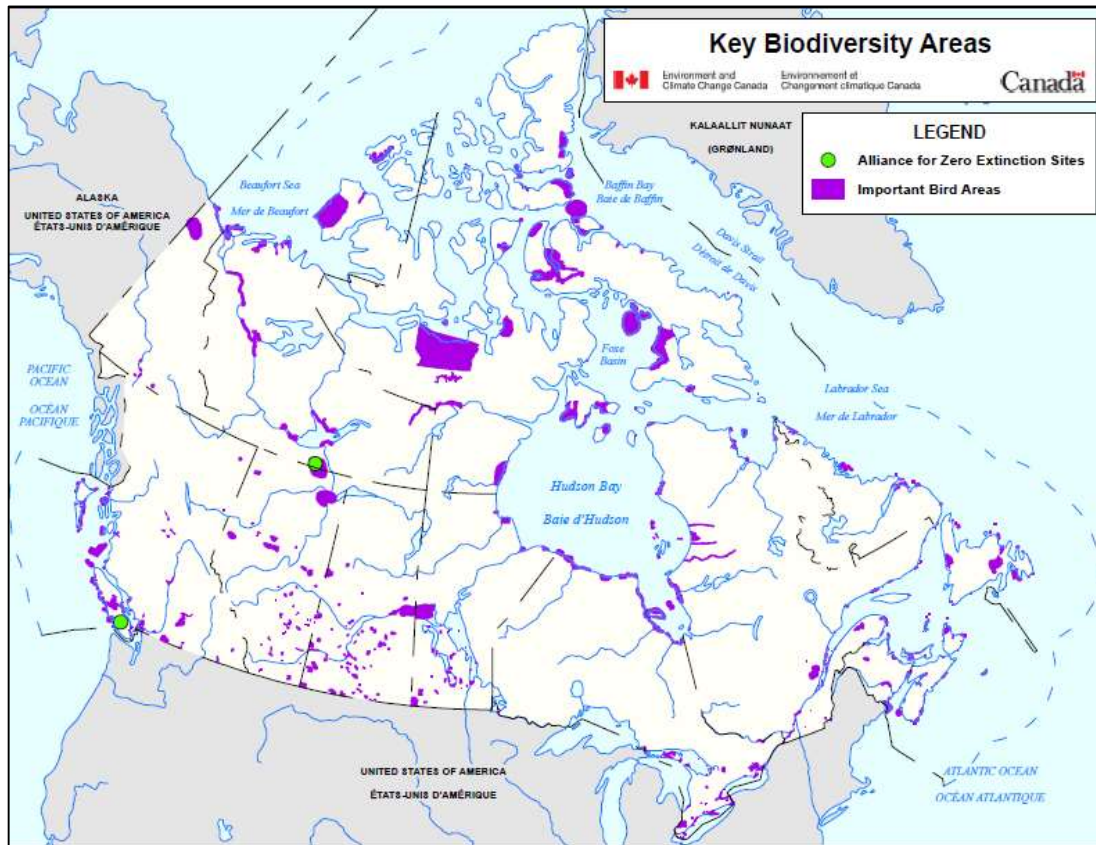 Key Biodiversity Areas
Environment and
Climate Change Canada
Environnement et
Changement climatique Canada
Canada
KALAALLIT NUNAAT
(GRØNLAND)
LEGEND
Alliance for Zero Extinction Sites
Important Bird Areas
Beaufort Sea
Mer de Beaufort
Baffin Bay
Baie de Baffin
ALASKA
UNITED STATES OF AMERICA
ÉTATS-UNIS D'AMÉRIQUE
Davis Strait
Détroit de Davis
PACIFIC
OCEAN
OCÉAN
PACIFIQUE
Foxe
Basin
Labrador Sea
Mer de Labrador
Hudson Bay
Baie d'Hudson
UNITED STATES OF AMERICA
ÉTATS-UNIS D'AMÉRIQUE
ATLANTIC OCEAN
OCÉAN ATLANTIQUE